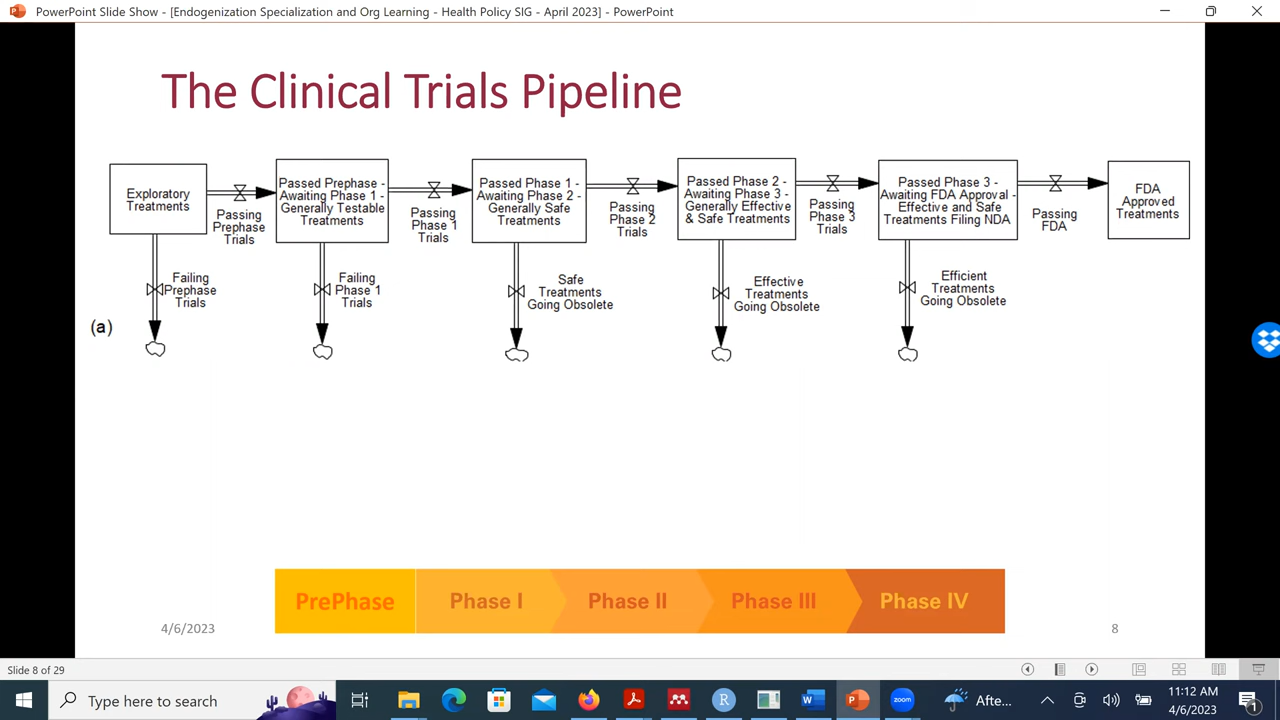 PowerPoint Slide Show - [Endogenization Specialization and Org Learning - Health Policy SIG - April 2023] - PowerPoint
The Clinical Trials Pipeline
Exploratory
Treatments
Passing
Prephase
Trials
Passed Prephase -
Awaiting Phase 1 -
Generally Testable
Treatments
Passing
Phase 1
Trials
Passed Phase 1 -
Awaiting Phase 2 -
Generally Safe
Treatments
Passing
Phase 2
Trials
Passed Phase 2 -
Awaiting Phase 3 -
Generally Effective
& Safe Treatments
Passing
Phase 3
Trials
Passed Phase 3 -
Awaiting FDA Approval -
Effective and Safe
Treatments Filing NDA
Passing
FDA
FDA
Approved
Treatments
Failing
Prephase
Trials
Failing
Phase 1
Trials
Safe
Treatments
Going Obsolete
Effective
Treatments
Going Obsolete
Efficient
Treatments
Going Obsolete
(a)
PrePhase
Phase I
Phase II
Phase III
Phase IV
4/6/2023
8
Slide 8 of 29
Type here to search
Afte...
11:12 AM
4/6/2023
1